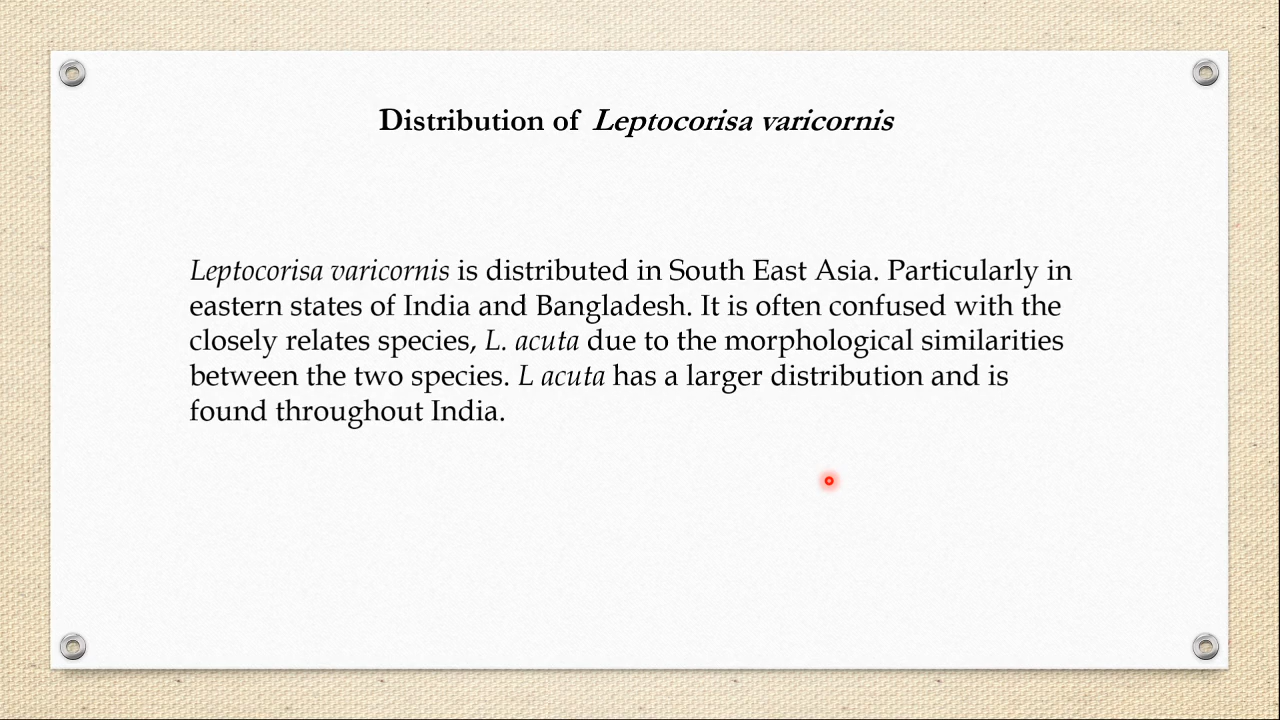 Distribution of Leptocorisa varicornis
Leptocorisa varicornis is distributed in South East Asia. Particularly in
eastern states of India and Bangladesh. It is often confused with the
closely relates species, L. acuta due to the morphological similarities
between the two species. L acuta has a larger distribution and is
found throughout India.